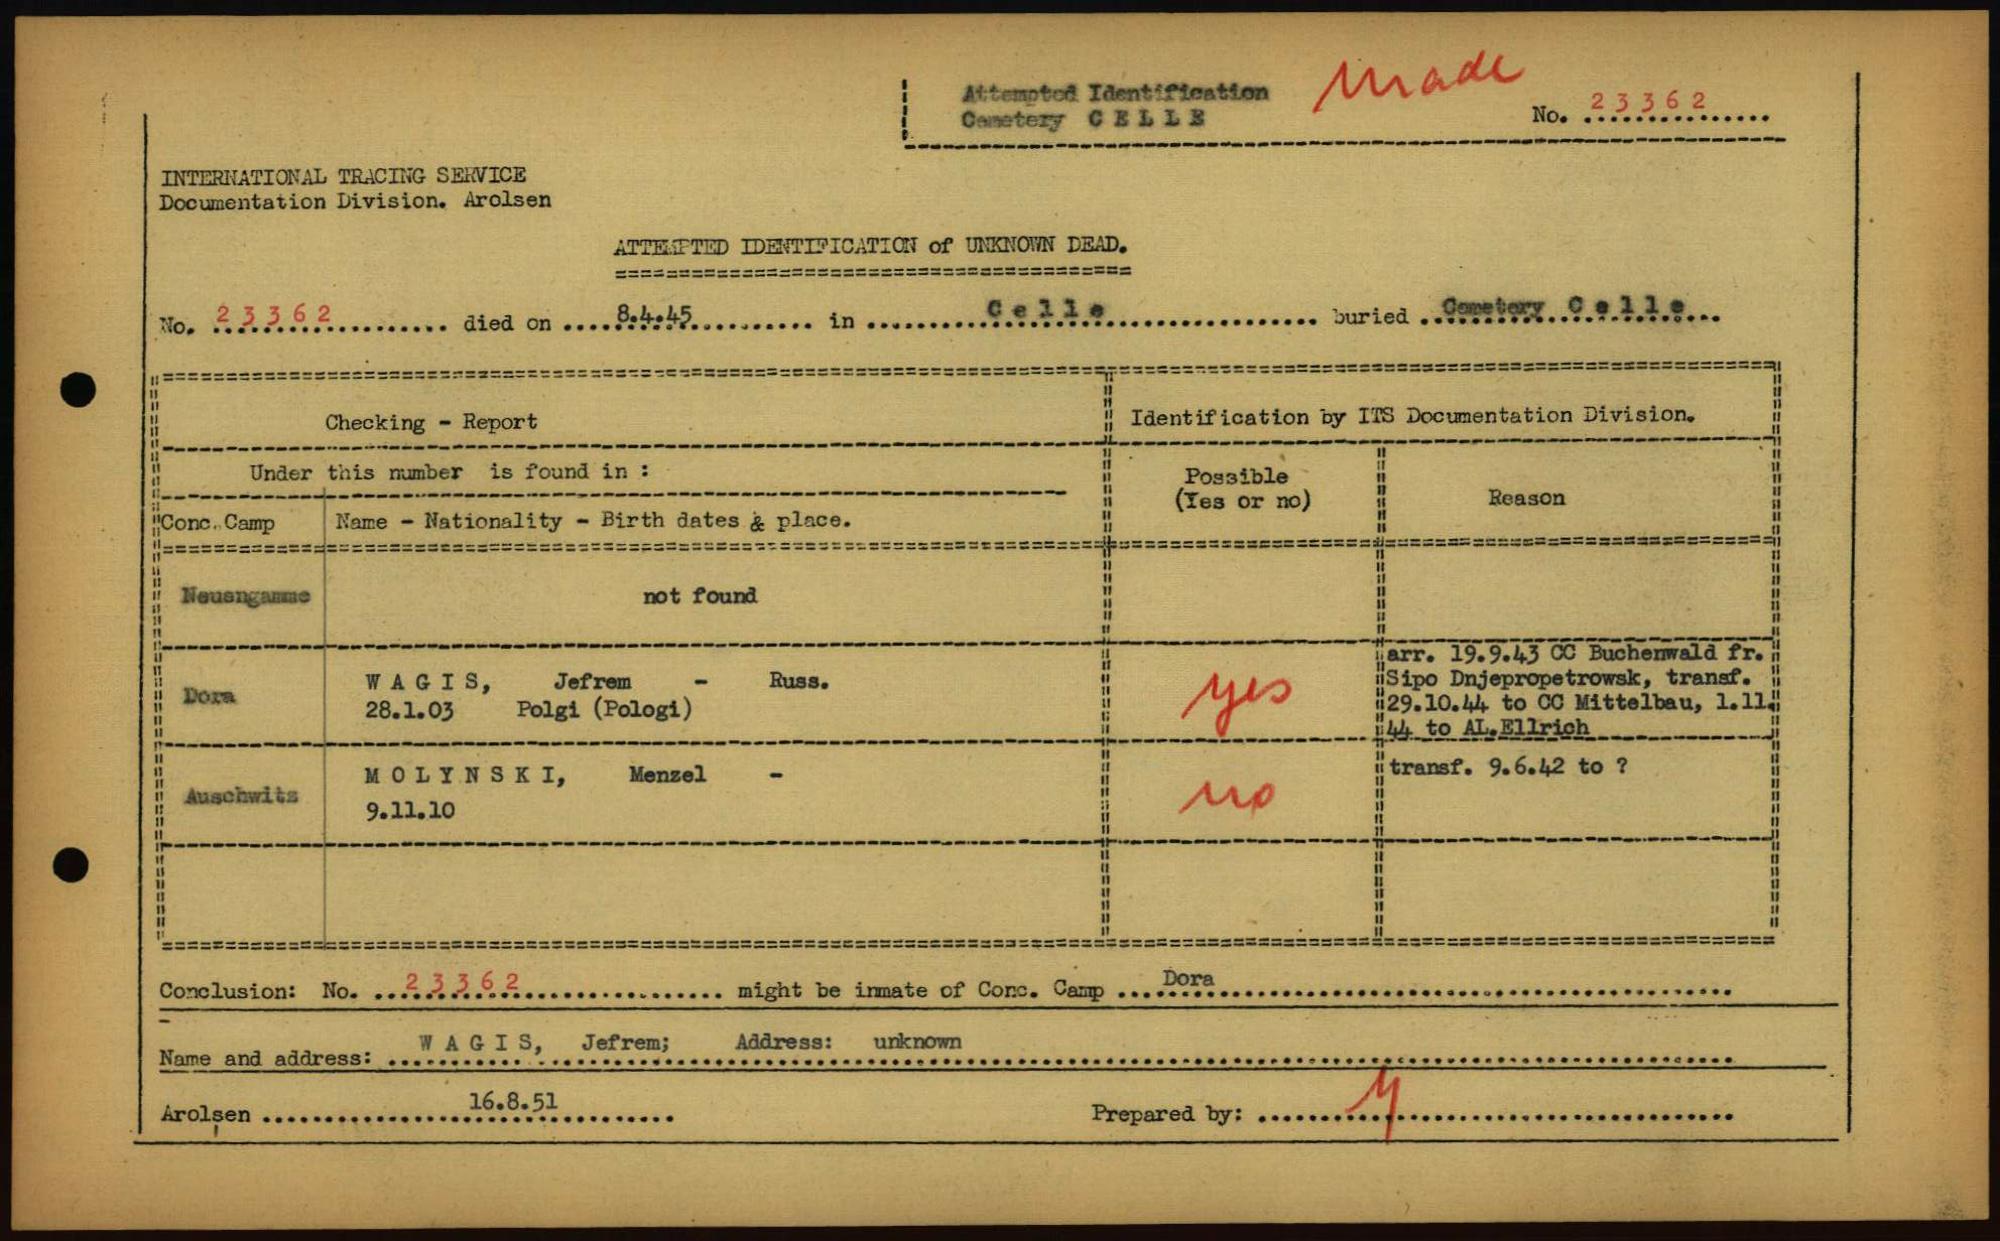 Attempted Identification
Cemetery CELLE
Made
No. 23362
INTERNATIONAL TRACING SERVICE
Documentation Division. Arolsen
ATTEMPTED IDENTIFICATION of UNKNOWN DEAD.
No. 23362 died on 8.4.45 in Celle buried Cemetery Celle
Checking - Report
Identification by ITS Documentation Division.
Under this number is found in :
Possible
(Yes or no)
Reason
Conc. Camp
Name - Nationality - Birth dates & place.
Neuengamme
not found
Dora
WAGIS, Jefrem - Russ.
28.1.03 Polgi (Pologi)
yes
arr. 19.9.43 CC Buchenwald fr.
Sipo Dnjepropetrowsk, transf.
29.10.44 to CC Mittelbau, 1.11.
44 to AL.Ellrich
Auschwitz
MOLYNSKI, Menzel -
9.11.10
no
transf. 9.6.42 to ?
Conclusion: No. 23362 might be inmate of Conc. Camp Dora
Name and address: WAGIS, Jefrem; Address: unknown
Arolsen 16.8.51
Prepared by: